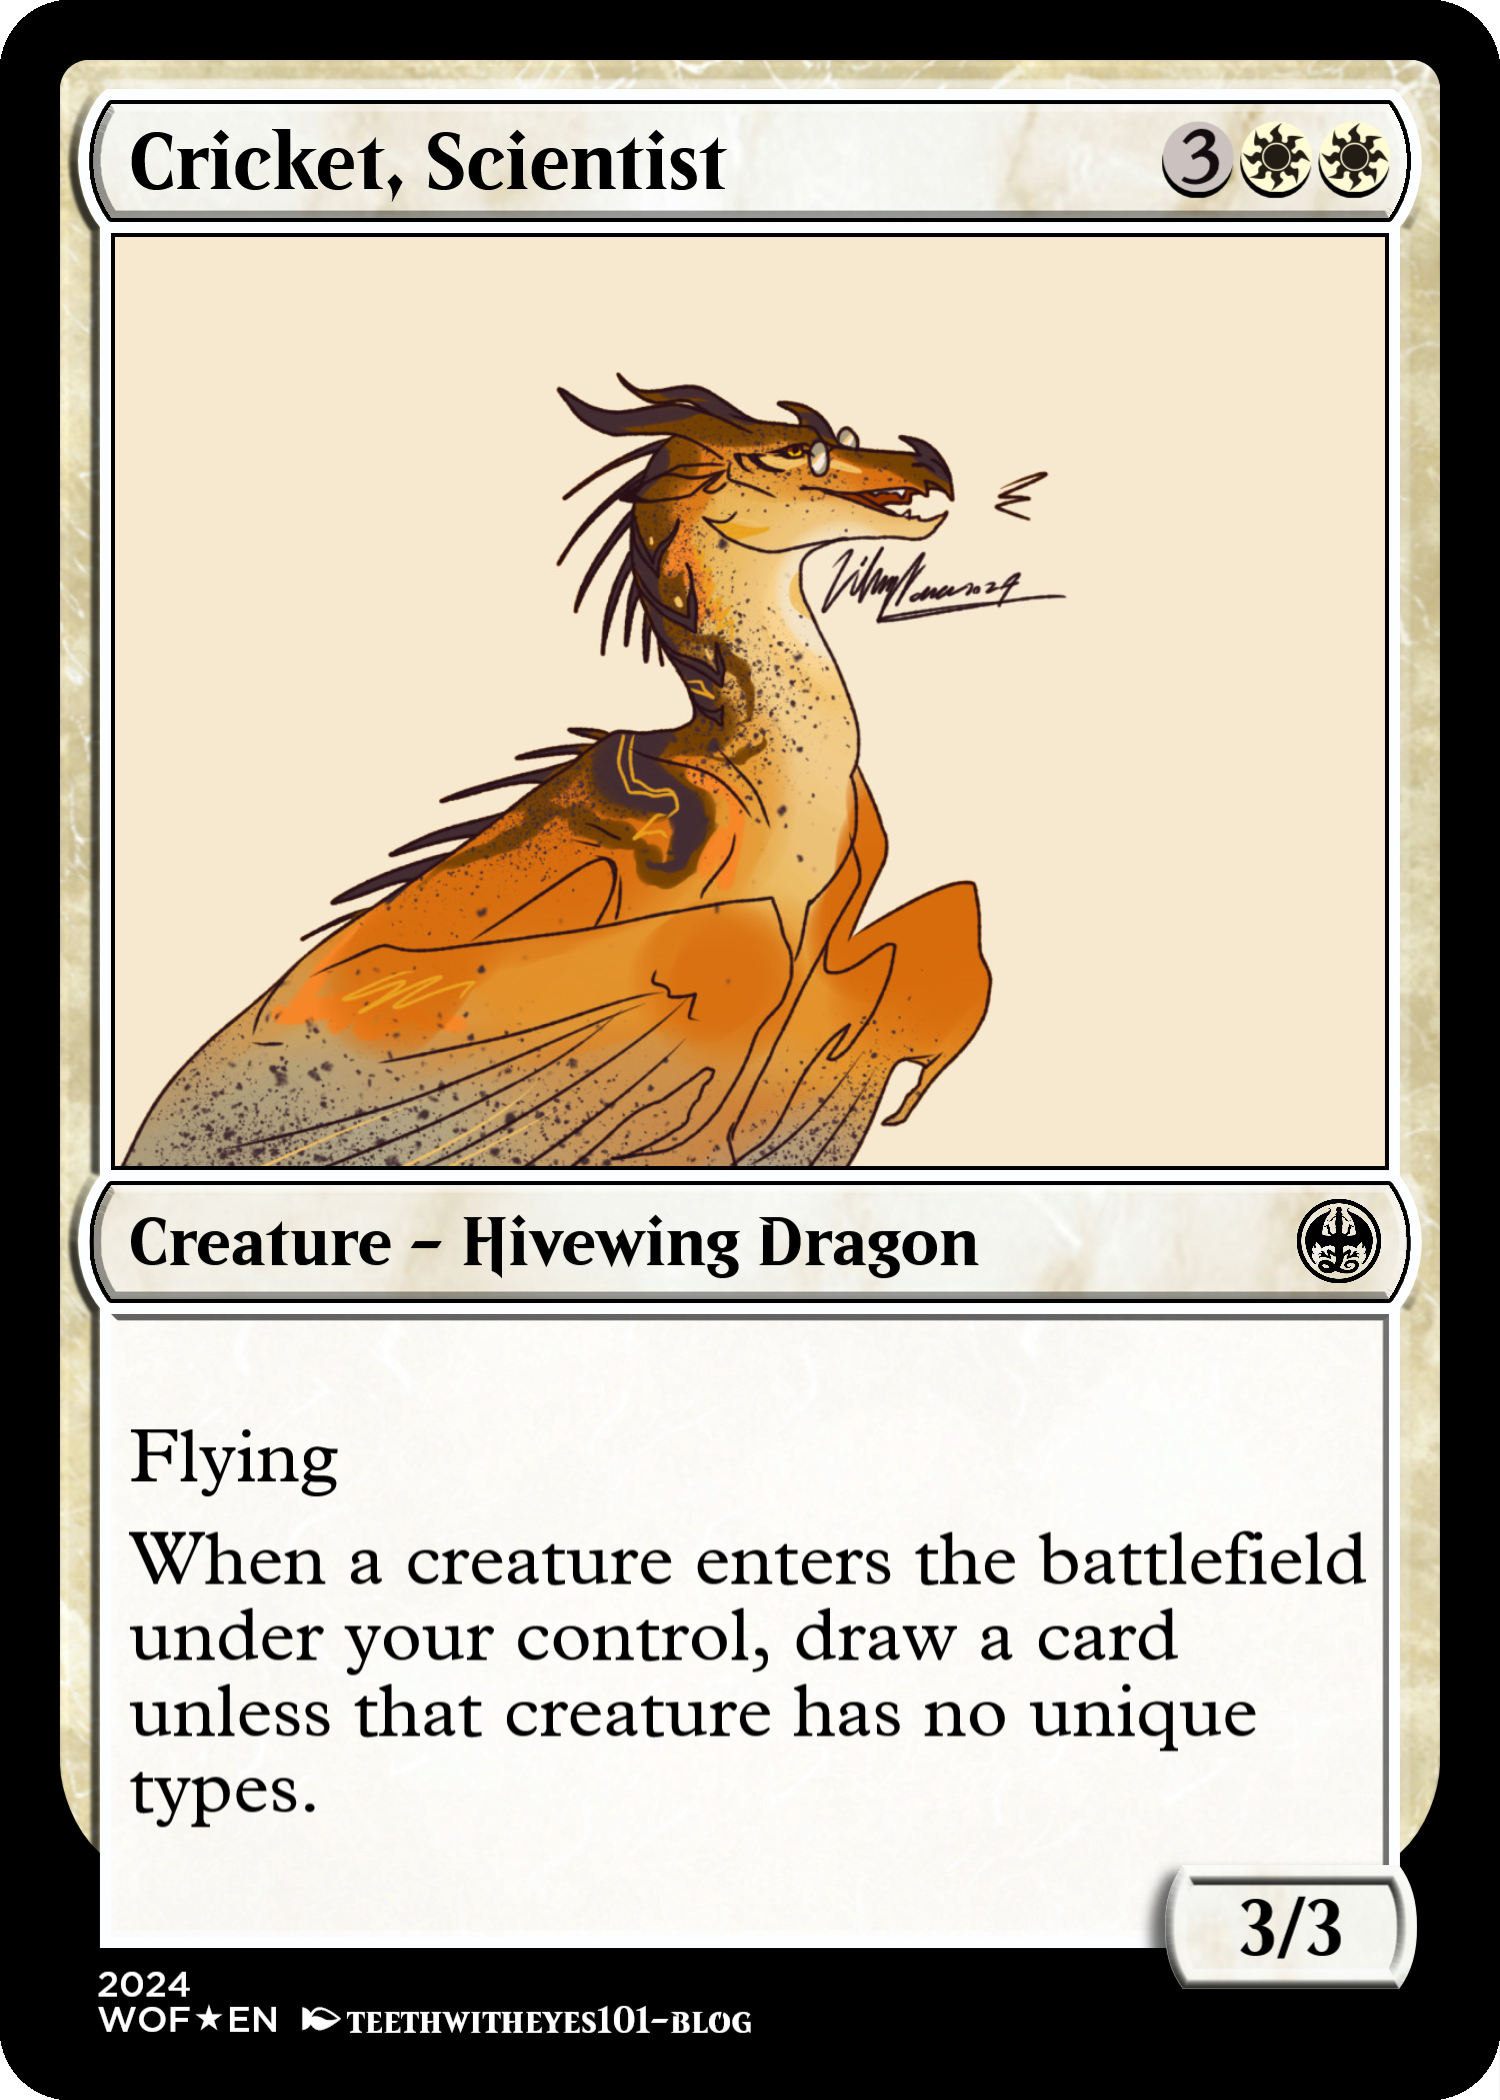 Cricket, Scientist 3
Creature – Hivewing Dragon
Flying
When a creature enters the battlefield
under your control, draw a card
unless that creature has no unique
types.
3/3
2024
WOF★EN TEETHWITHEYES101-BLOG